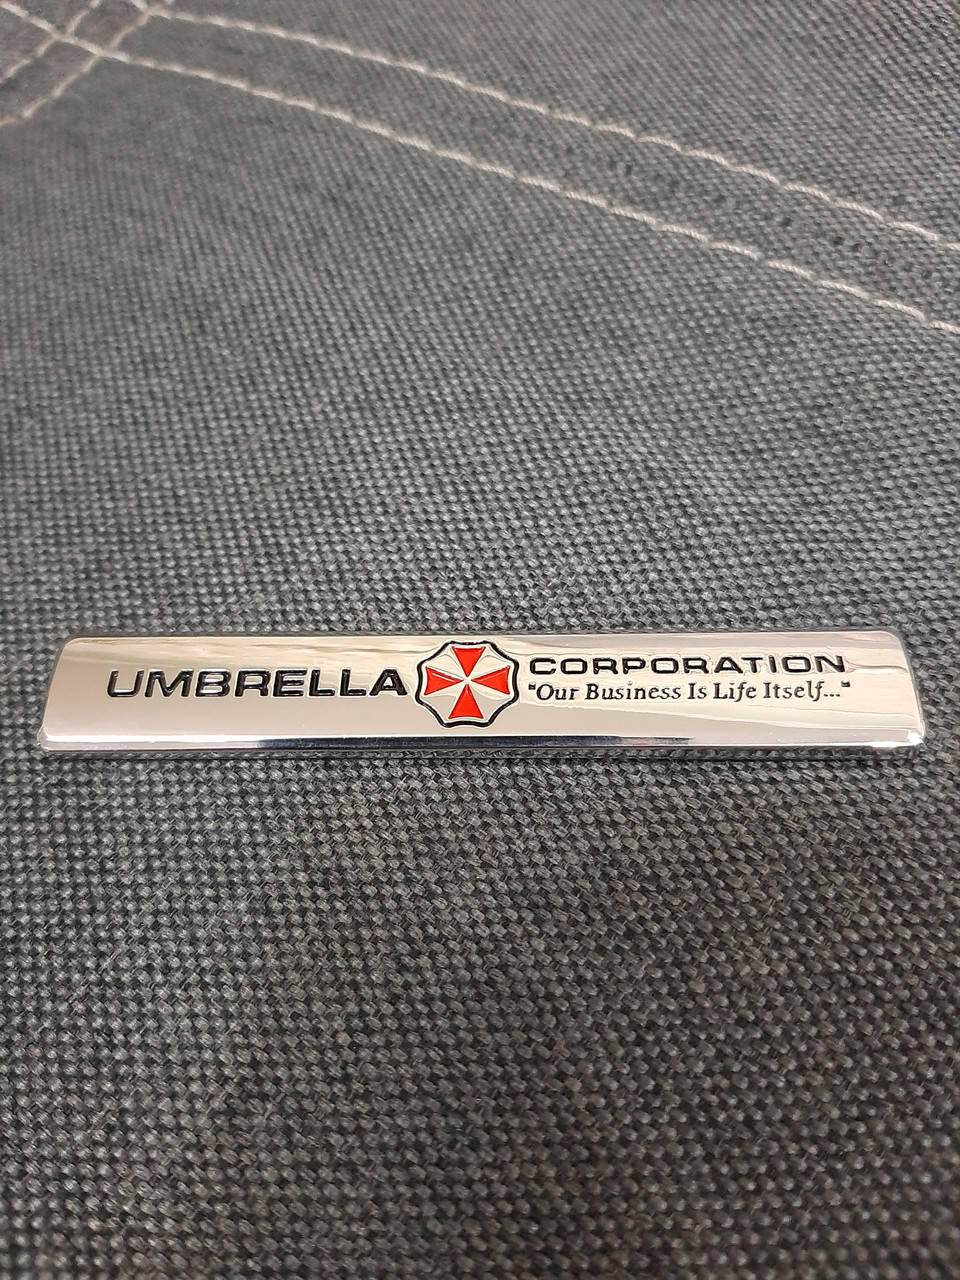 UMBRELLA CORPORATION
"Our Business Is Life Itself..."